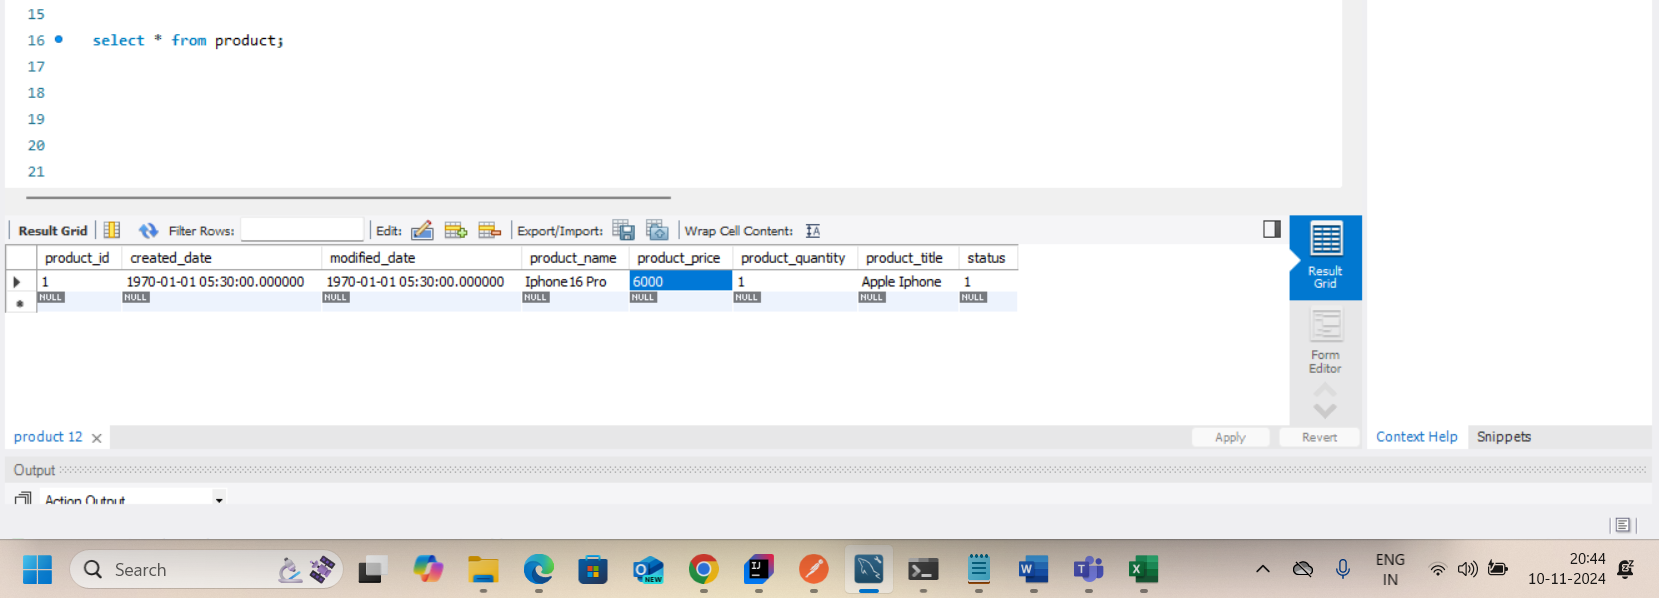 15
16 select * from product;
17
18
19
20
21
Result Grid Filter Rows: Edit: Export/Import: Wrap Cell Content: IA
product_id created_date modified_date product_name product_price product_quantity product_title status
1 1970-01-01 05:30:00.000000 1970-01-01 05:30:00.000000 Iphone16 Pro 6000 1 Apple Iphone 1
NULL NULL NULL NULL NULL NULL NULL NULL
Result
Grid
Form
Editor
product 12
Apply Revert
Context Help Snippets
Output
Action Output
Search
NEW
IJ
W
T
X
ENG
IN
20:44
10-11-2024